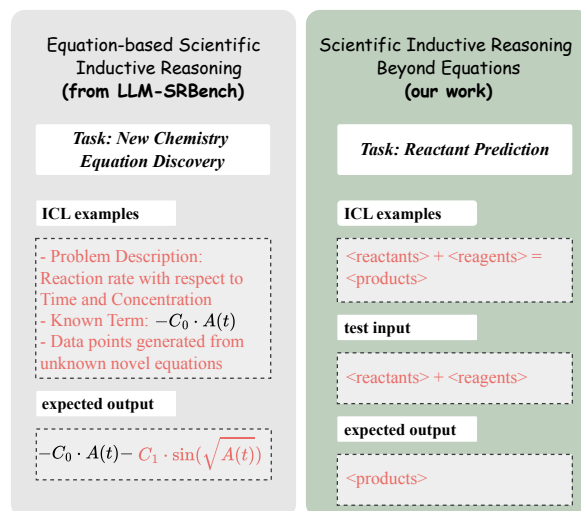 Equation-based Scientific
Inductive Reasoning
(from LLM-SRBench)
Task: New Chemistry
Equation Discovery
ICL examples
- Problem Description:
Reaction rate with respect to
Time and Concentration
- Known Term: −C₀ · A(t)
- Data points generated from
unknown novel equations
expected output
−C₀ · A(t)− C₁ · sin(√A(t))
Scientific Inductive Reasoning
Beyond Equations
(our work)
Task: Reactant Prediction
ICL examples
<reactants> + <reagents> =
<products>
test input
<reactants> + <reagents>
expected output
<products>